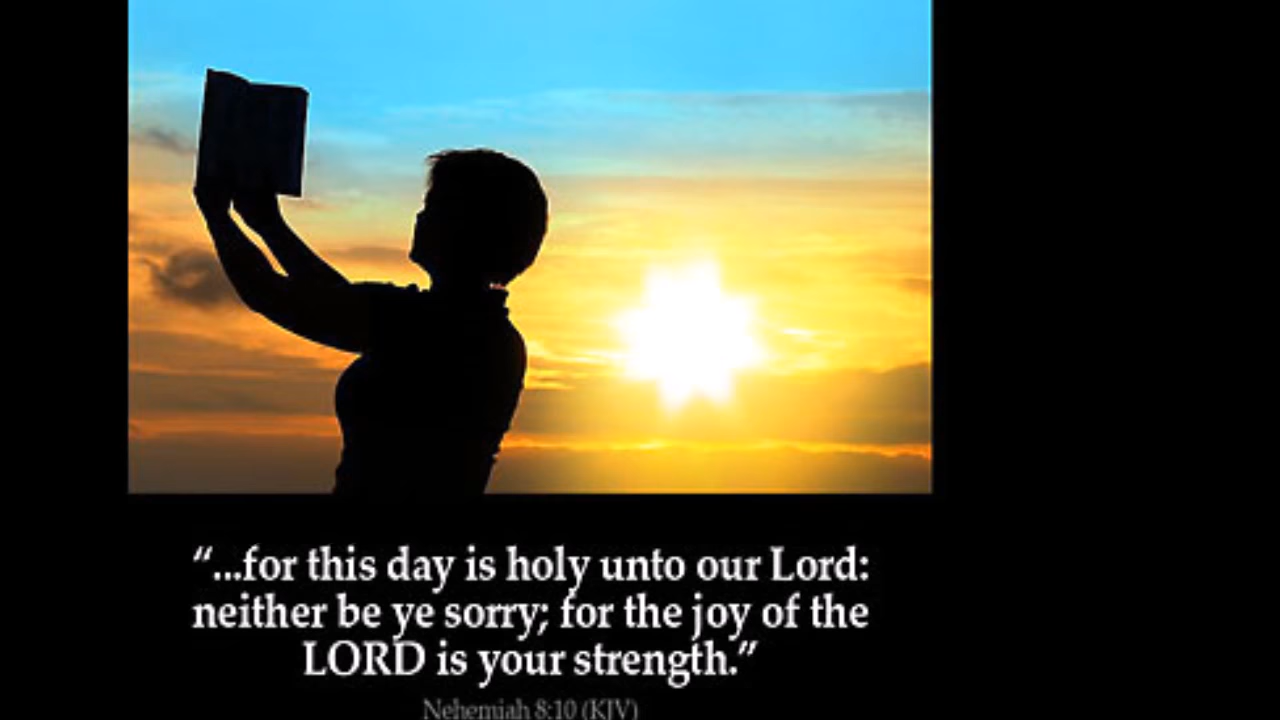 “...for this day is holy unto our Lord:
neither be ye sorry; for the joy of the
LORD is your strength.”
Nehemiah 8:10 (KJV)